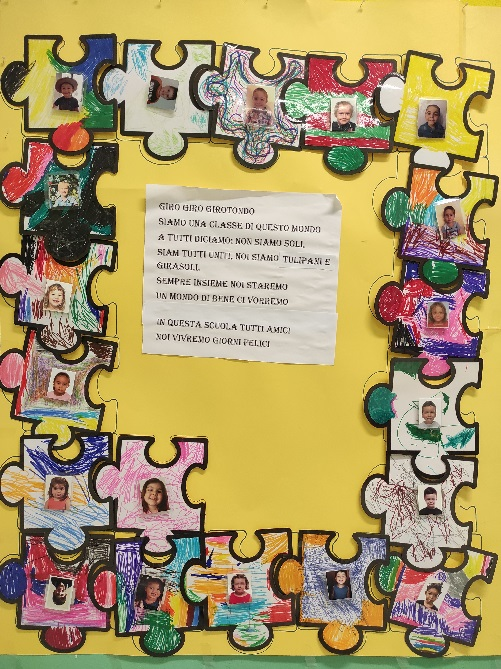 GIRO GIRO GIROTONDO
SIAMO UNA CLASSE DI QUESTO MONDO
A TUTTI DICIAMO: NON SIAMO SOLI,
SIAM TUTTI UNITI, NOI SIAMO TULIPANI E
GIRASOLI.
SEMPRE INSIEME NOI STAREMO
UN MONDO DI BENE CI VORREMO
IN QUESTA SCUOLA TUTTI AMICI
NOI VIVREMO GIORNI FELICI